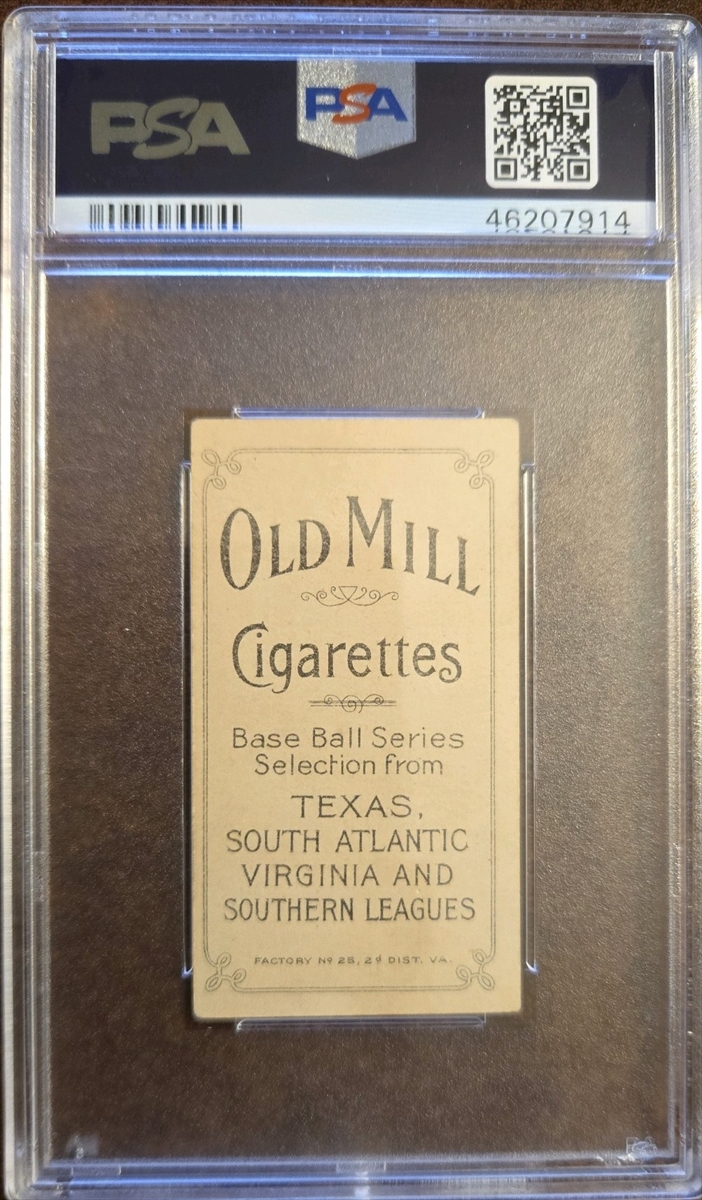 PSA
PSA
46207914
OLD MILL
Cigarettes
Base Ball Series
Selection from
TEXAS,
SOUTH ATLANTIC
VIRGINIA AND
SOUTHERN LEAGUES
FACTORY Nº 25, 2d DIST. VA.